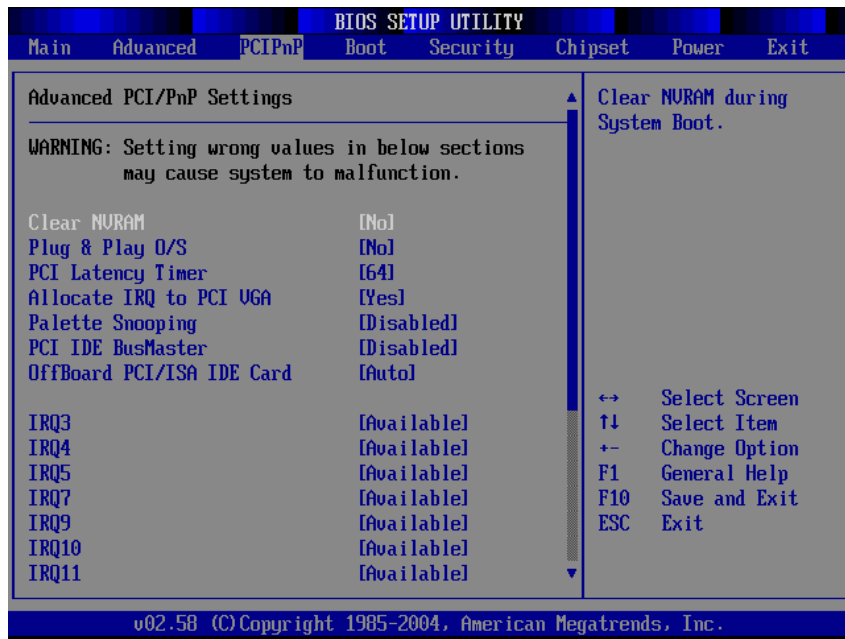 BIOS SETUP UTILITY
Main Advanced PCIPnP Boot Security Chipset Power Exit
Advanced PCI/PnP Settings
WARNING: Setting wrong values in below sections
may cause system to malfunction.
Clear NVRAM [No]
Plug & Play O/S [No]
PCI Latency Timer [64]
Allocate IRQ to PCI VGA [Yes]
Palette Snooping [Disabled]
PCI IDE BusMaster [Disabled]
OffBoard PCI/ISA IDE Card [Auto]
IRQ3 [Available]
IRQ4 [Available]
IRQ5 [Available]
IRQ7 [Available]
IRQ9 [Available]
IRQ10 [Available]
IRQ11 [Available]
Clear NVRAM during
System Boot.
↔ Select Screen
↑↓ Select Item
+- Change Option
F1 General Help
F10 Save and Exit
ESC Exit
v02.58 (C)Copyright 1985-2004, American Megatrends, Inc.